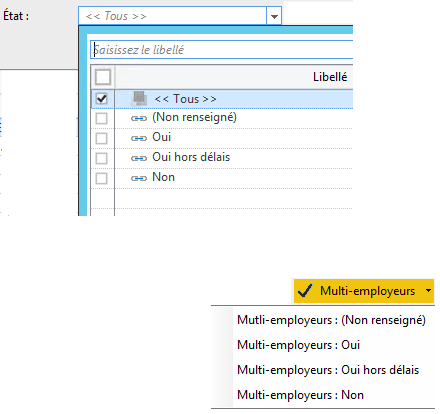 État :
<< Tous >>
Saisissez le libellé
Libellé
<< Tous >>
(Non renseigné)
Oui
Oui hors délais
Non
Multi-employeurs
Mutli-employeurs : (Non renseigné)
Multi-employeurs : Oui
Multi-employeurs : Oui hors délais
Multi-employeurs : Non